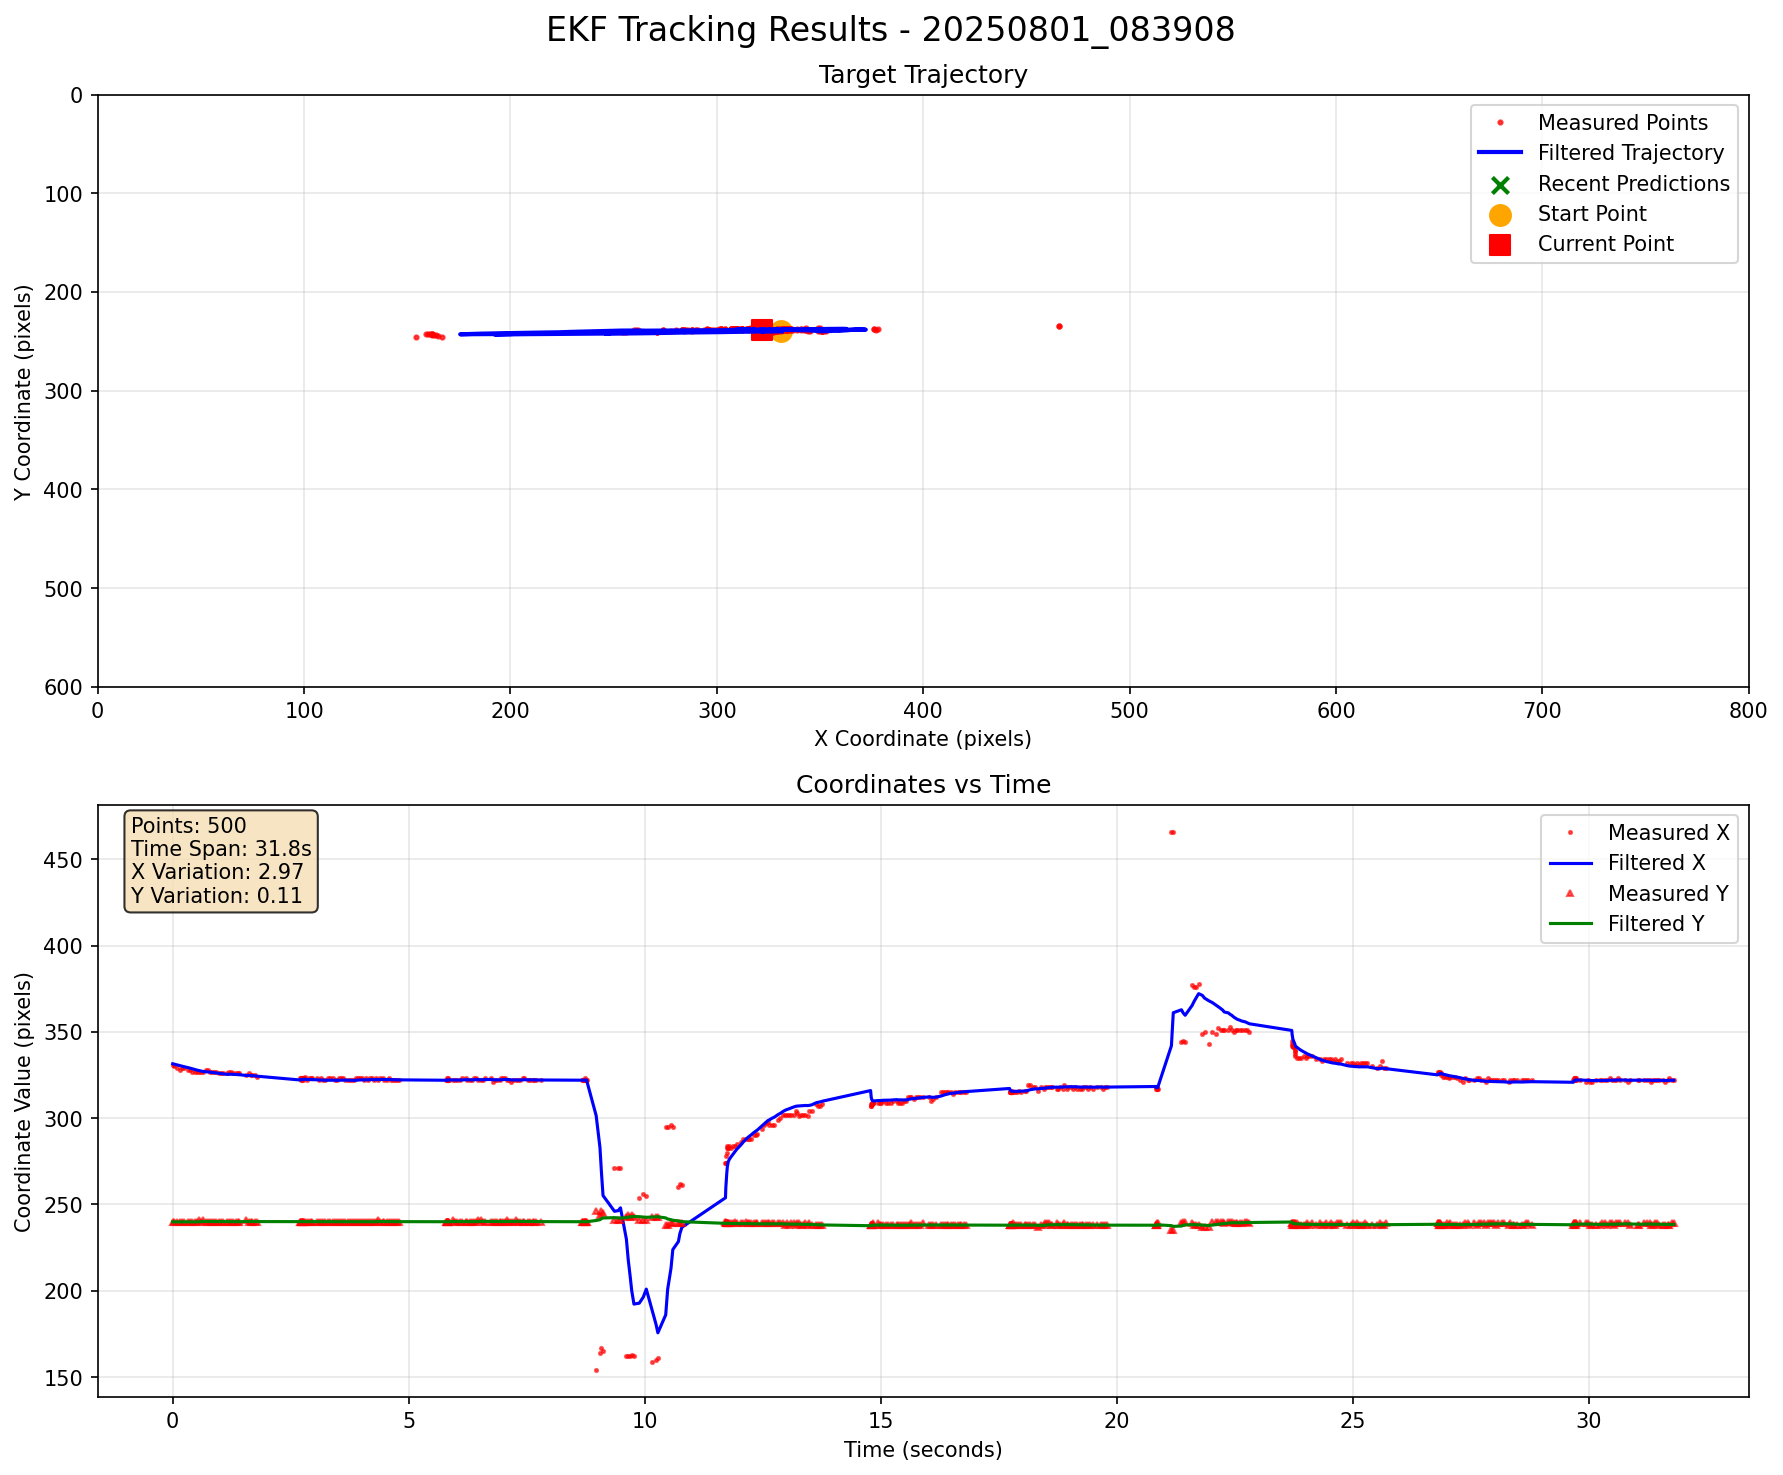 EKF Tracking Results - 20250801_083908
Target Trajectory
Y Coordinate (pixels)
0
100
200
300
400
500
600
Measured Points
Filtered Trajectory
Recent Predictions
Start Point
Current Point
0 100 200 300 400 500 600 700 800
X Coordinate (pixels)
Coordinates vs Time
Coordinate Value (pixels)
450
400
350
300
250
200
150
Points: 500
Time Span: 31.8s
X Variation: 2.97
Y Variation: 0.11
Measured X
Filtered X
Measured Y
Filtered Y
0 5 10 15 20 25 30
Time (seconds)